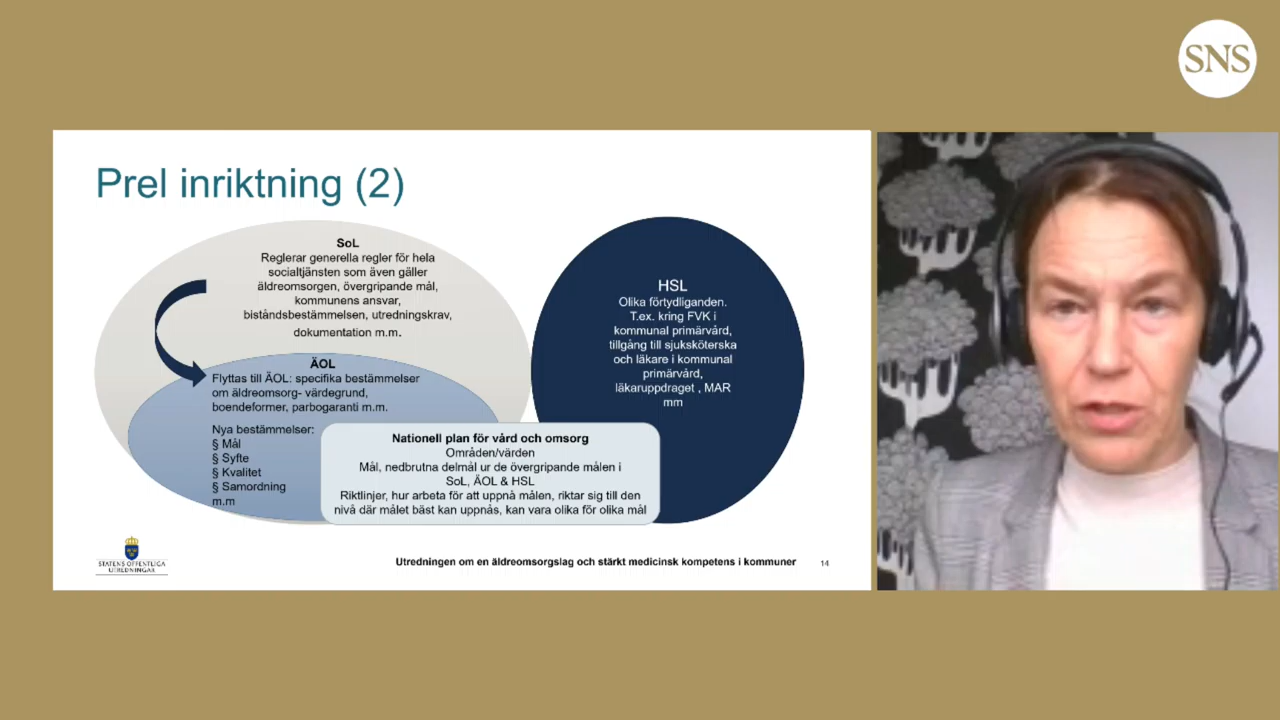 SNS
Prel inriktning (2)
SoL
Reglerar generella regler för hela
socialtjänsten som även gäller
äldreomsorgen, övergripande mål,
kommunens ansvar,
biståndsbestämmelsen, utredningskrav,
dokumentation m.m.
ÄOL
Flyttas till ÄOL: specifika bestämmelser
om äldreomsorg- värdegrund,
boendeformer, parbogaranti m.m.
Nya bestämmelser:
§ Mål
§ Syfte
§ Kvalitet
§ Samordning
m.m
HSL
Olika förtydliganden.
T.ex. kring FVK i
kommunal primärvård,
tillgång till sjuksköterska
och läkare i kommunal
primärvård,
läkaruppdraget , MAR
mm
Nationell plan för vård och omsorg
Områden/värden
Mål, nedbrutna delmål ur de övergripande målen i
SoL, ÄOL & HSL
Riktlinjer, hur arbeta för att uppnå målen, riktar sig till den
nivå där målet bäst kan uppnås, kan vara olika för olika mål
STATENS OFFENTLIGA
UTREDNINGAR
Utredningen om en äldreomsorgslag och stärkt medicinsk kompetens i kommuner
14